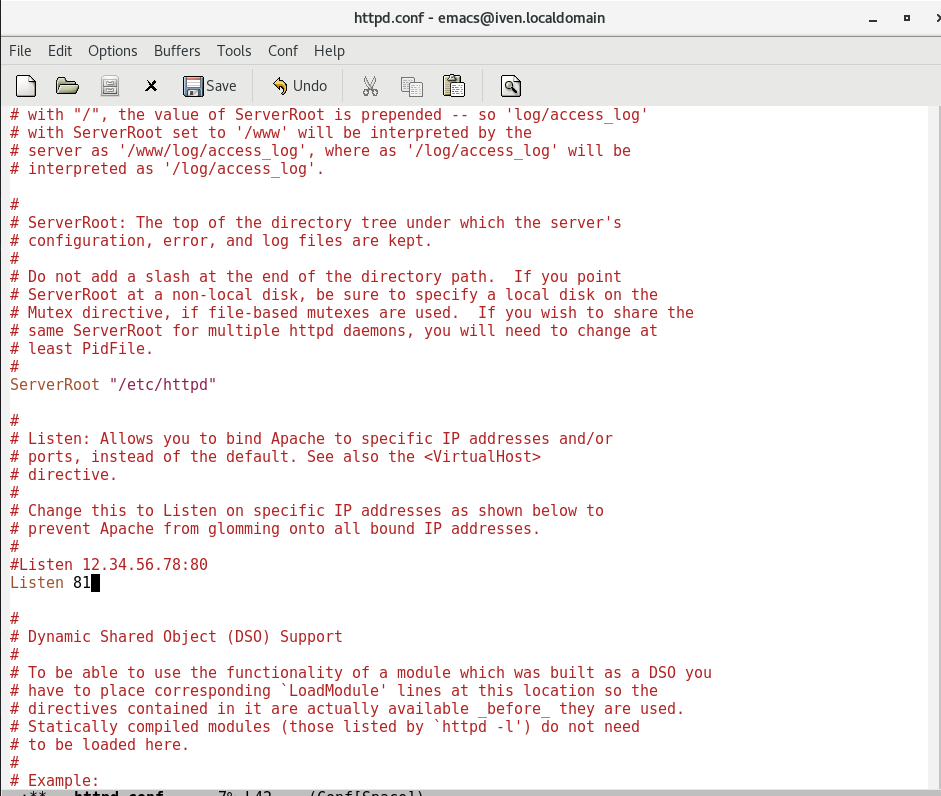 httpd.conf - emacs@iven.localdomain
File Edit Options Buffers Tools Conf Help
Save Undo
# with "/", the value of ServerRoot is prepended -- so 'log/access_log'
# with ServerRoot set to '/www' will be interpreted by the
# server as '/www/log/access_log', where as '/log/access_log' will be
# interpreted as '/log/access_log'.
#
# ServerRoot: The top of the directory tree under which the server's
# configuration, error, and log files are kept.
#
# Do not add a slash at the end of the directory path.  If you point
# ServerRoot at a non-local disk, be sure to specify a local disk on the
# Mutex directive, if file-based mutexes are used.  If you wish to share the
# same ServerRoot for multiple httpd daemons, you will need to change at
# least PidFile.
#
ServerRoot "/etc/httpd"
#
# Listen: Allows you to bind Apache to specific IP addresses and/or
# ports, instead of the default. See also the <VirtualHost>
# directive.
#
# Change this to Listen on specific IP addresses as shown below to
# prevent Apache from glomming onto all bound IP addresses.
#
#Listen 12.34.56.78:80
Listen 81
#
# Dynamic Shared Object (DSO) Support
#
# To be able to use the functionality of a module which was built as a DSO you
# have to place corresponding `LoadModule' lines at this location so the
# directives contained in it are actually available _before_ they are used.
# Statically compiled modules (those listed by `httpd -l') do not need
# to be loaded here.
#
# Example:
httpd.conf 7% L42 (Conf[Space])